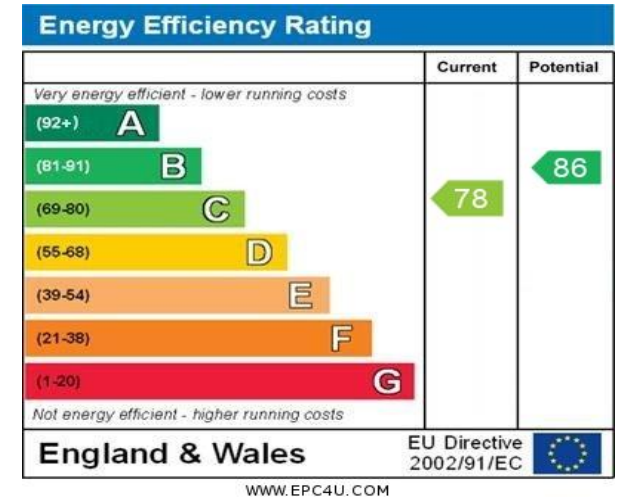 Energy Efficiency Rating
Current Potential
Very energy efficient - lower running costs
(92+) A
(81-91) B
86
(69-80) C
78
(55-68) D
(39-54) E
(21-38) F
(1-20) G
Not energy efficient - higher running costs
England & Wales
EU Directive
2002/91/EC
WWW.EPC4U.COM